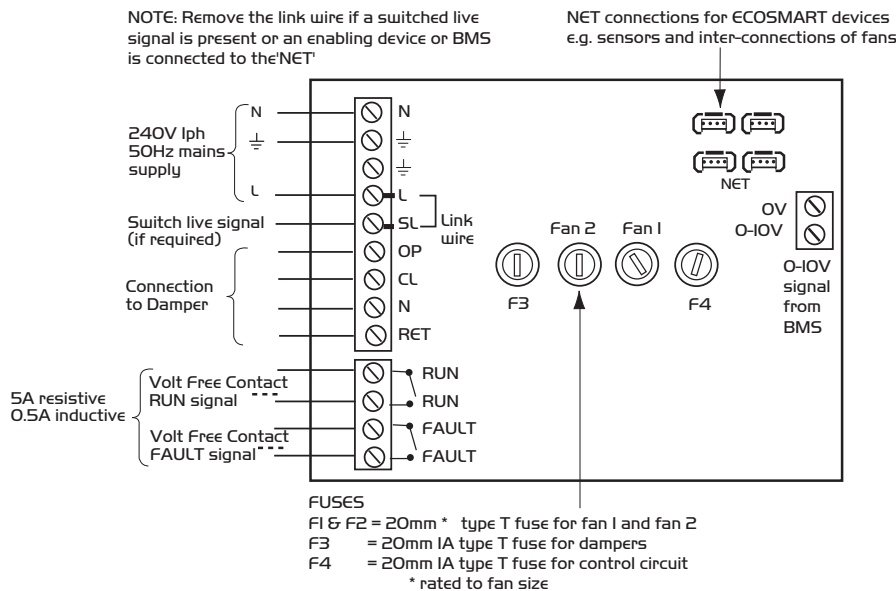 NOTE: Remove the link wire if a switched live
signal is present or an enabling device or BMS
is connected to the'NET'
NET connections for ECOSMART devices
e.g. sensors and inter-connections of fans
240V 1ph
50Hz mains
supply
N
L
Switch live signal
(if required)
Connection
to Damper
5A resistive
0.5A inductive
Volt Free Contact
RUN signal
Volt Free Contact
FAULT signal
N
L
SL
Link
wire
OP
CL
N
RET
RUN
RUN
FAULT
FAULT
NET
Fan 2
Fan 1
F3
F4
0V
0-10V
0-10V
signal
from
BMS
FUSES
F1 & F2 = 20mm * type T fuse for fan 1 and fan 2
F3 = 20mm 1A type T fuse for dampers
F4 = 20mm 1A type T fuse for control circuit
* rated to fan size